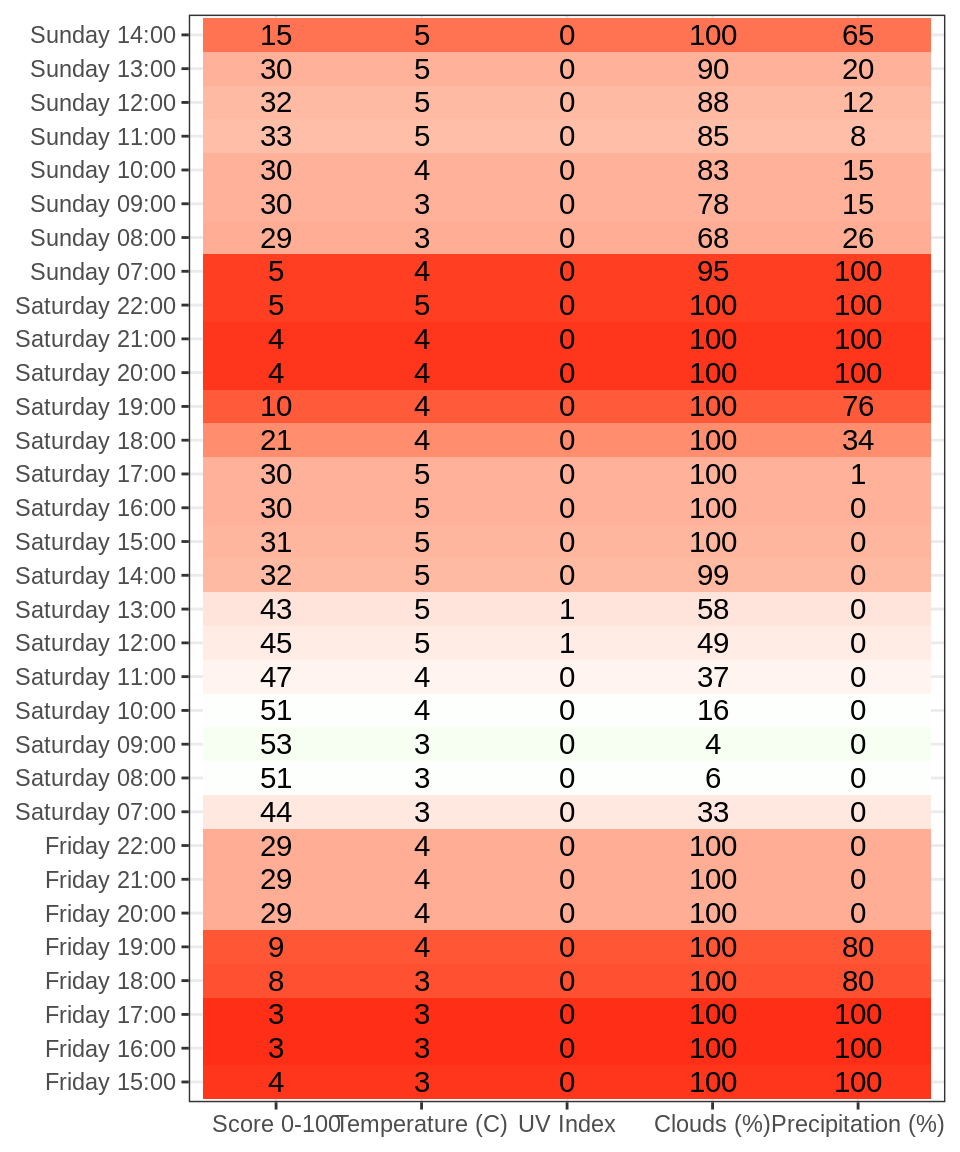 Sunday 14:00 15 5 0 100 65
Sunday 13:00 30 5 0 90 20
Sunday 12:00 32 5 0 88 12
Sunday 11:00 33 5 0 85 8
Sunday 10:00 30 4 0 83 15
Sunday 09:00 30 3 0 78 15
Sunday 08:00 29 3 0 68 26
Sunday 07:00 5 4 0 95 100
Saturday 22:00 5 5 0 100 100
Saturday 21:00 4 4 0 100 100
Saturday 20:00 4 4 0 100 100
Saturday 19:00 10 4 0 100 76
Saturday 18:00 21 4 0 100 34
Saturday 17:00 30 5 0 100 1
Saturday 16:00 30 5 0 100 0
Saturday 15:00 31 5 0 100 0
Saturday 14:00 32 5 0 99 0
Saturday 13:00 43 5 1 58 0
Saturday 12:00 45 5 1 49 0
Saturday 11:00 47 4 0 37 0
Saturday 10:00 51 4 0 16 0
Saturday 09:00 53 3 0 4 0
Saturday 08:00 51 3 0 6 0
Saturday 07:00 44 3 0 33 0
Friday 22:00 29 4 0 100 0
Friday 21:00 29 4 0 100 0
Friday 20:00 29 4 0 100 0
Friday 19:00 9 4 0 100 80
Friday 18:00 8 3 0 100 80
Friday 17:00 3 3 0 100 100
Friday 16:00 3 3 0 100 100
Friday 15:00 4 3 0 100 100
Score 0-100 Temperature (C) UV Index Clouds (%) Precipitation (%)